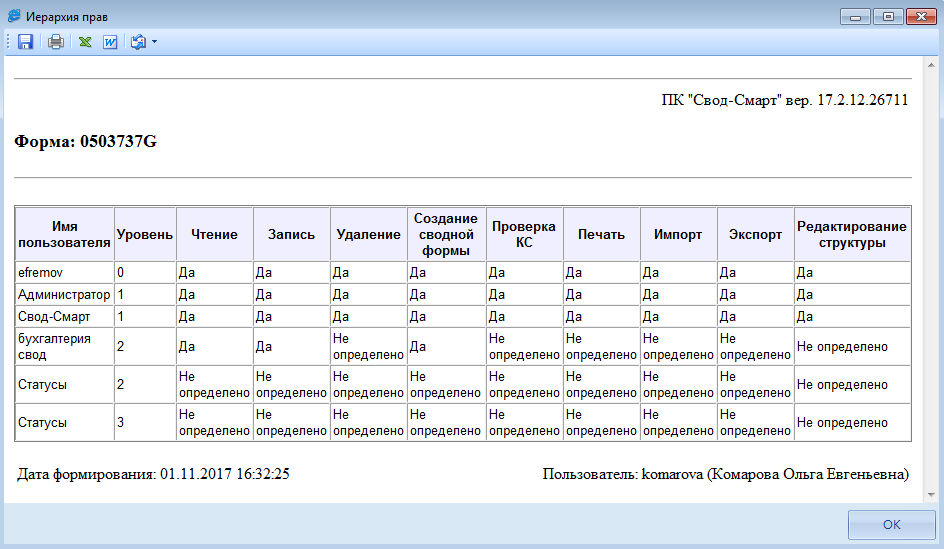 Иерархия прав
ПК "Свод-Смарт" вер. 17.2.12.26711
Форма: 0503737G
Имя пользователя Уровень Чтение Запись Удаление Создание сводной формы Проверка КС Печать Импорт Экспорт Редактирование структуры
efremov 0 Да Да Да Да Да Да Да Да Да
Администратор 1 Да Да Да Да Да Да Да Да Да
Свод-Смарт 1 Да Да Да Да Да Да Да Да Да
бухгалтерия свод 2 Да Да Не определено Да Не определено Не определено Не определено Не определено Не определено
Статусы 2 Не определено Не определено Не определено Не определено Не определено Не определено Не определено Не определено Не определено
Статусы 3 Не определено Не определено Не определено Не определено Не определено Не определено Не определено Не определено Не определено
Дата формирования: 01.11.2017 16:32:25 Пользователь: komarova (Комарова Ольга Евгеньевна)
OK